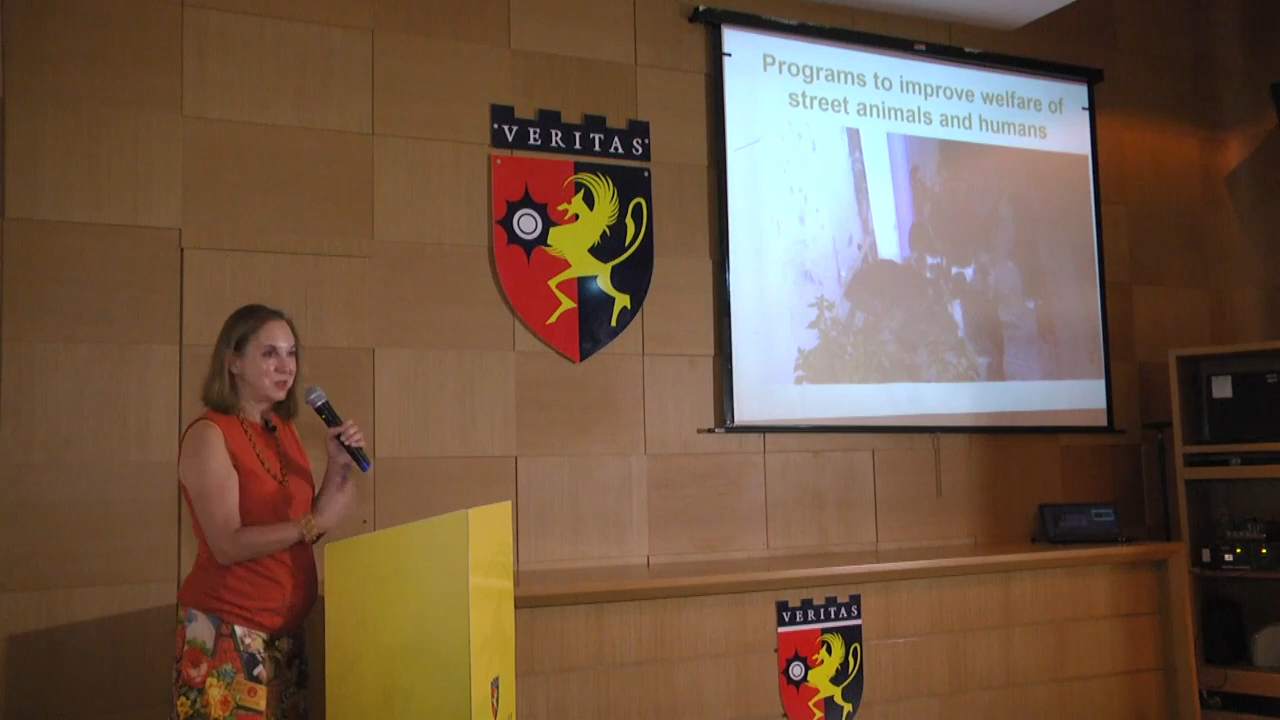 VERITAS
Programs to improve welfare of
street animals and humans
VERITAS